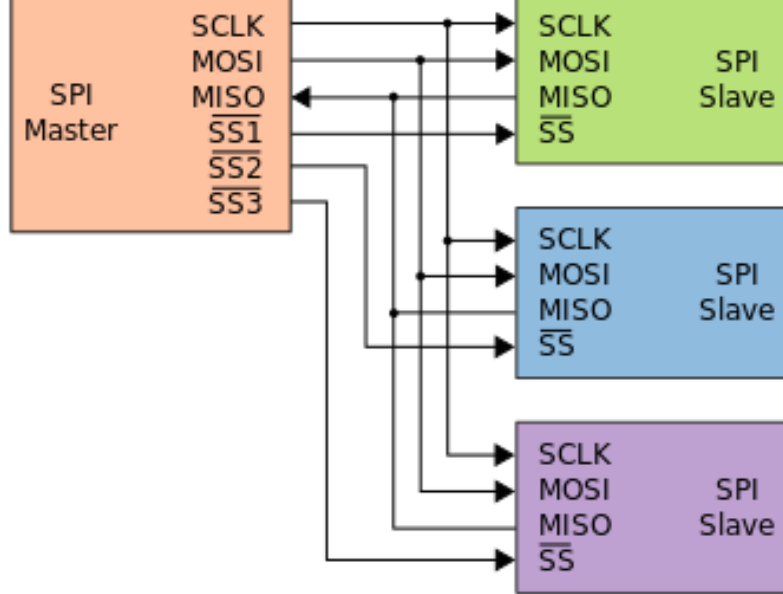 SCLK
MOSI
MISO
SS1
SS2
SS3
SPI
Master
SCLK
MOSI
MISO
SS
SPI
Slave
SCLK
MOSI
MISO
SS
SPI
Slave
SCLK
MOSI
MISO
SS
SPI
Slave